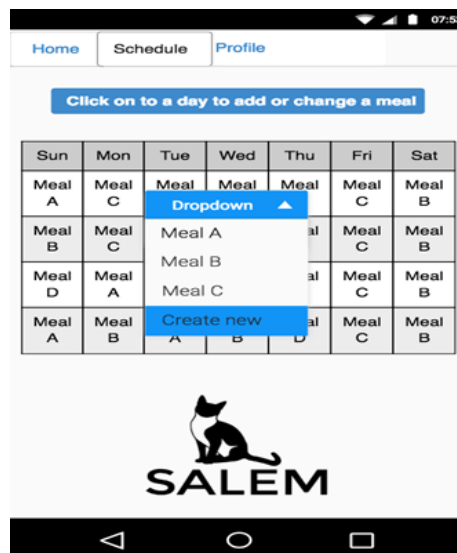 07:5
Home Schedule Profile
Click on to a day to add or change a meal
Sun Mon Tue Wed Thu Fri Sat
Meal Meal Meal Meal Meal Meal Meal
A C C B
Dropdown
Meal Meal al Meal Meal
B C C B
Meal A
Meal B
Meal Meal al Meal Meal
D A C B
Meal C
Meal Meal al Meal Meal
Create new
A B A B D C B
SALEM